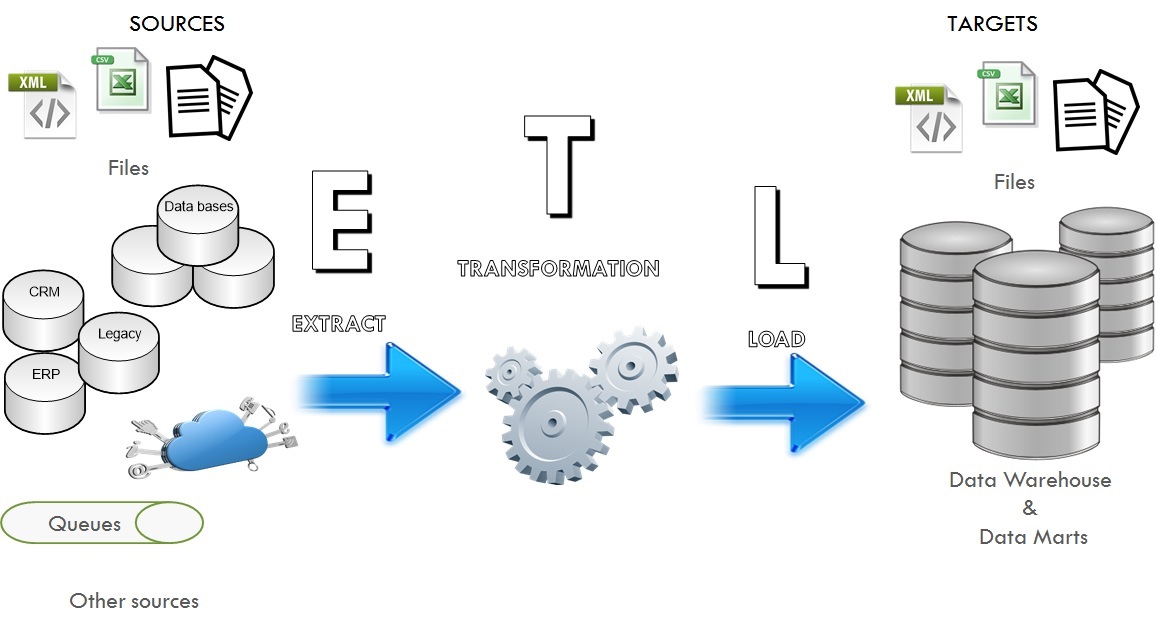 SOURCES
XML
CSV
Files
Data bases
CRM
Legacy
ERP
Queues
Other sources
E
EXTRACT
T
TRANSFORMATION
L
LOAD
TARGETS
XML
CSV
Files
Data Warehouse
&
Data Marts